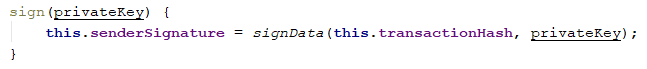 sign(privateKey) {
    this.senderSignature = signData(this.transactionHash, privateKey);
}